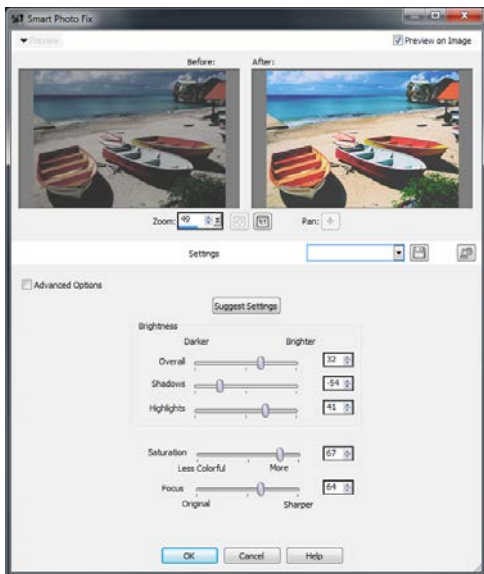 Smart Photo Fix
Preview
Preview on Image
Before: After:
Zoom: 49 1:1 Pan:
Settings
Advanced Options
Suggest Settings
Brightness
Darker Brighter
Overall 32
Shadows -54
Highlights 41
Saturation 67
Less Colorful More
Focus 64
Original Sharper
OK Cancel Help